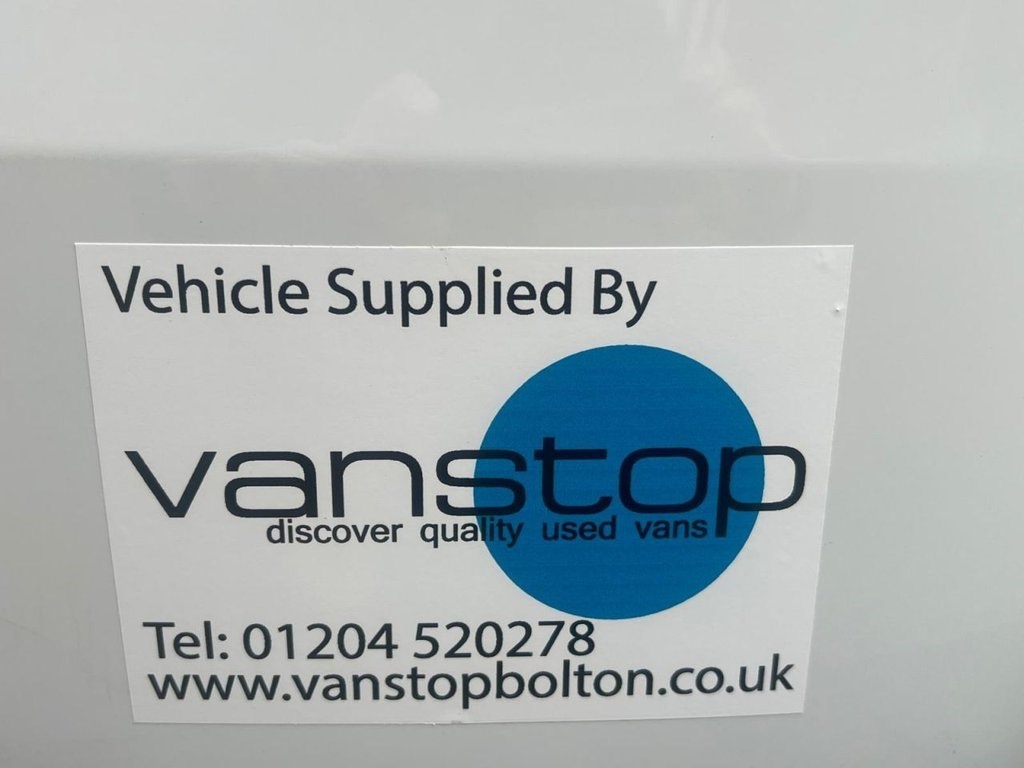 Vehicle Supplied By
vanstop
discover quality used vans
Tel: 01204 520278
www.vanstopbolton.co.uk